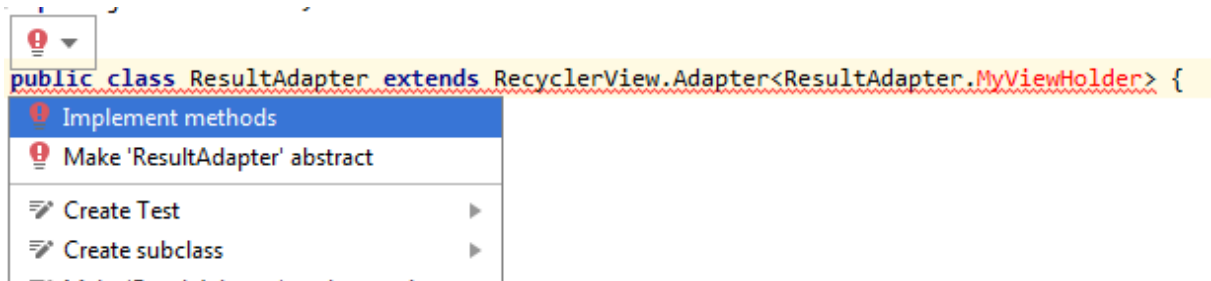 public class ResultAdapter extends RecyclerView.Adapter<ResultAdapter.MyViewHolder> {
Implement methods
Make 'ResultAdapter' abstract
Create Test
Create subclass